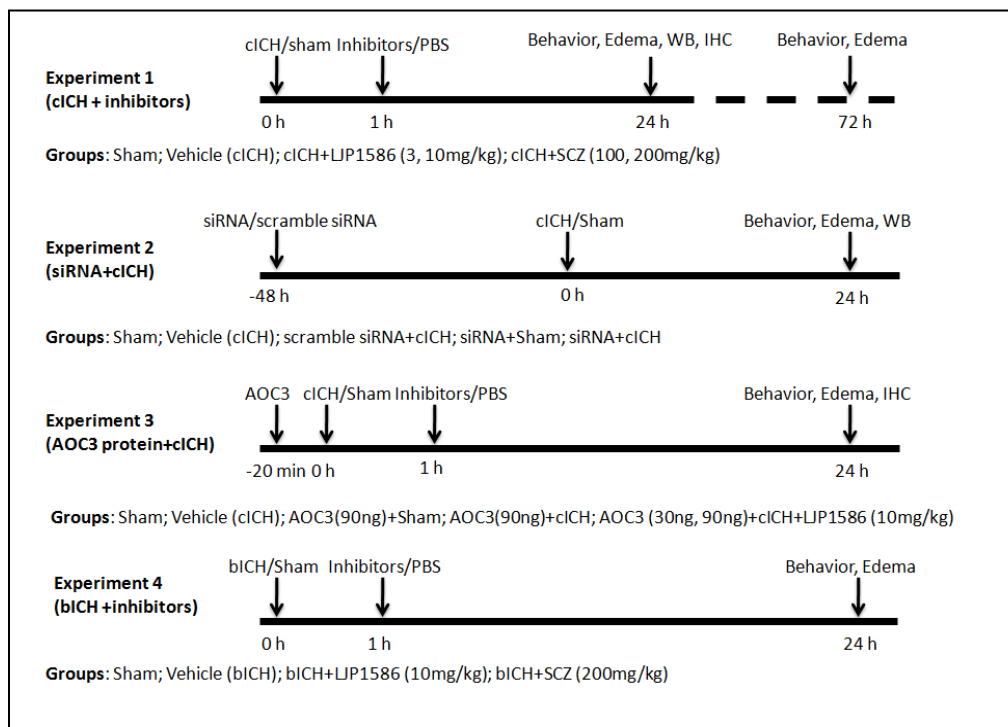 cICH/sham Inhibitors/PBS Behavior, Edema, WB, IHC Behavior, Edema
Experiment 1
(cICH + inhibitors)
0 h 1 h 24 h 72 h
Groups: Sham; Vehicle (cICH); cICH+LJP1586 (3, 10mg/kg); cICH+SCZ (100, 200mg/kg)
siRNA/scramble siRNA cICH/Sham Behavior, Edema, WB
Experiment 2
(siRNA+cICH)
-48 h 0 h 24 h
Groups: Sham; Vehicle (cICH); scramble siRNA+cICH; siRNA+Sham; siRNA+cICH
AOC3 cICH/Sham Inhibitors/PBS Behavior, Edema, IHC
Experiment 3
(AOC3 protein+cICH)
-20 min 0 h 1 h 24 h
Groups: Sham; Vehicle (cICH); AOC3(90ng)+Sham; AOC3(90ng)+cICH; AOC3 (30ng, 90ng)+cICH+LJP1586 (10mg/kg)
bICH/Sham Inhibitors/PBS Behavior, Edema
Experiment 4
(bICH +inhibitors)
0 h 1 h 24 h
Groups: Sham; Vehicle (bICH); bICH+LJP1586 (10mg/kg); bICH+SCZ (200mg/kg)